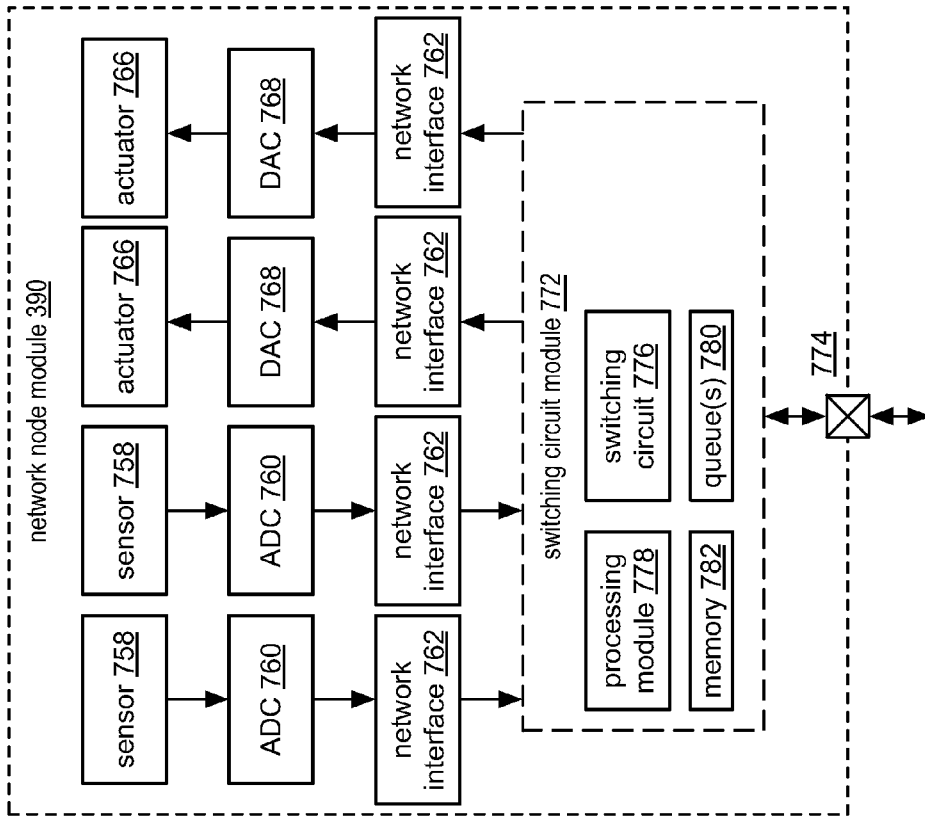 network node module 390
sensor 758
sensor 758
actuator 766
actuator 766
ADC 760
ADC 760
DAC 768
DAC 768
network
interface 762
network
interface 762
network
interface 762
network
interface 762
switching circuit module 772
processing
module 778
switching
circuit 776
memory 782
queue(s) 780
774